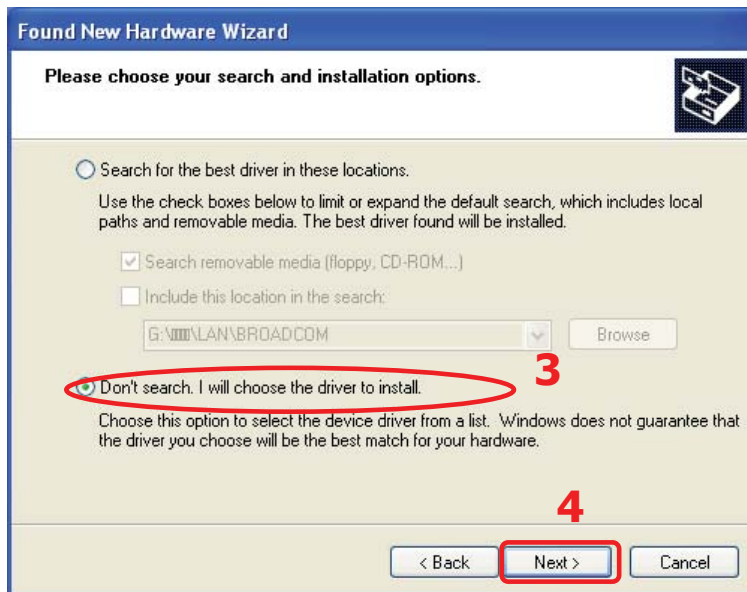 Found New Hardware Wizard
Please choose your search and installation options.
Search for the best driver in these locations.
Use the check boxes below to limit or expand the default search, which includes local
paths and removable media. The best driver found will be installed.
Search removable media (floppy, CD-ROM...)
Include this location in the search:
G:\ \LAN\BROADCOM
Browse
3
Don't search. I will choose the driver to install.
Choose this option to select the device driver from a list. Windows does not guarantee that
the driver you choose will be the best match for your hardware.
4
< Back Next > Cancel